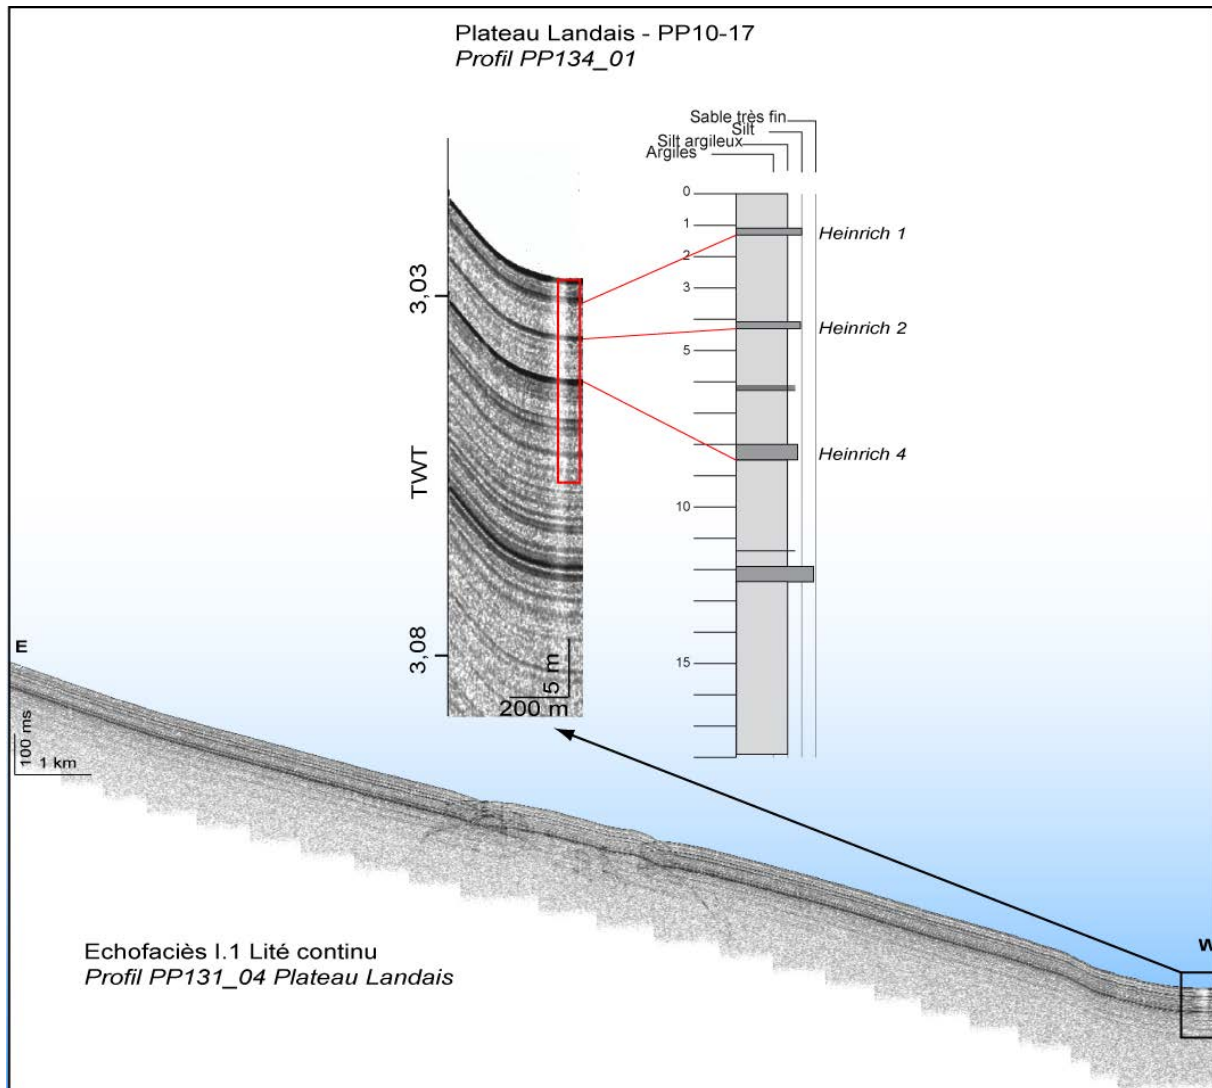 Plateau Landais - PP10-17
Profil PP134_01
Sable très fin
Silt
Silt argileux
Argiles
0
1
2
3
5
10
15
Heinrich 1
Heinrich 2
Heinrich 4
3,03
TWT
3,08
5 m
200 m
E
100 ms
1 km
W
Echofaciès I.1 Lité continu
Profil PP131_04 Plateau Landais